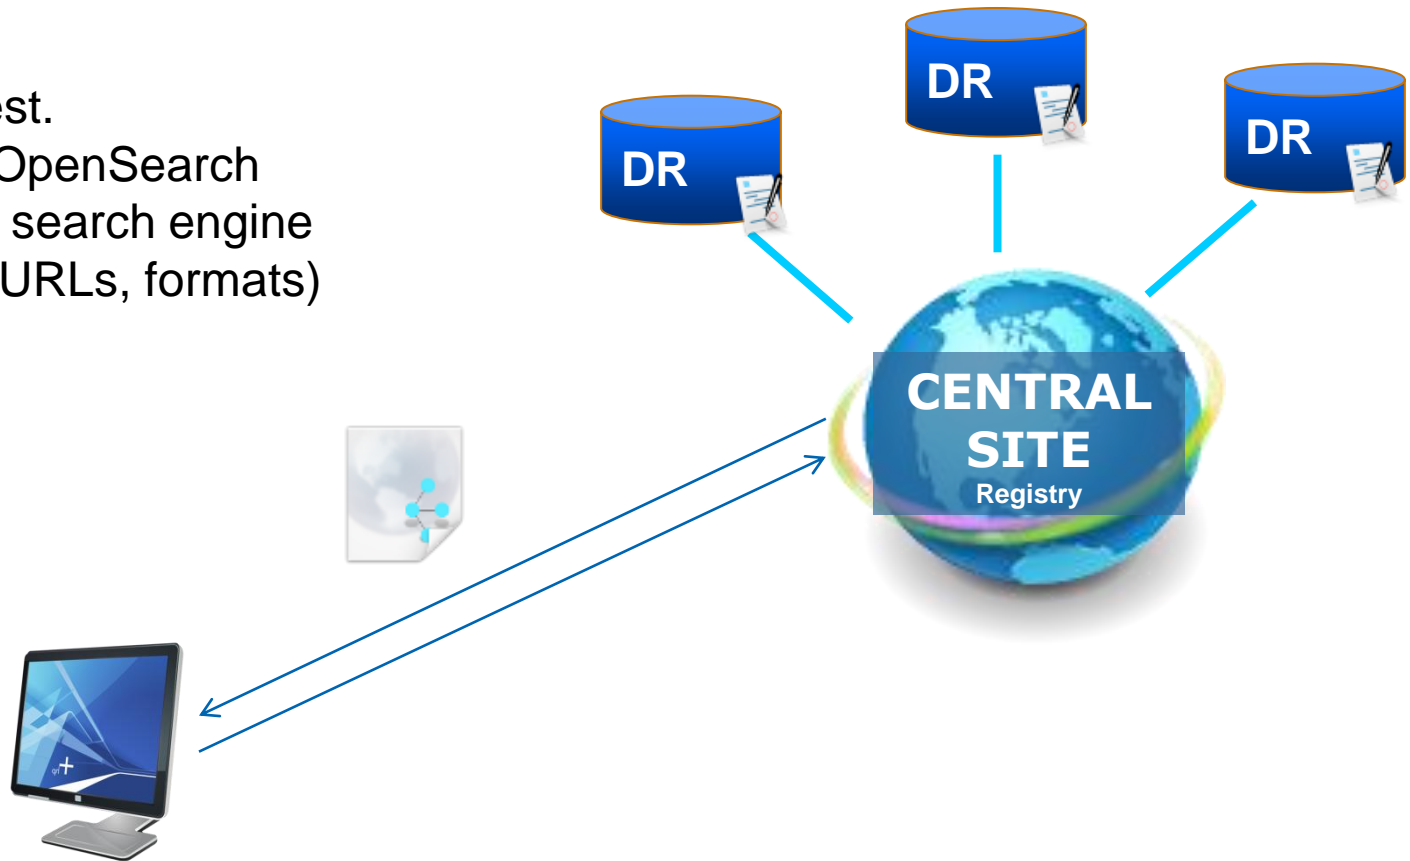 est.
OpenSearch
search engine
URLs, formats)
DR
DR
DR
CENTRAL
SITE
Registry